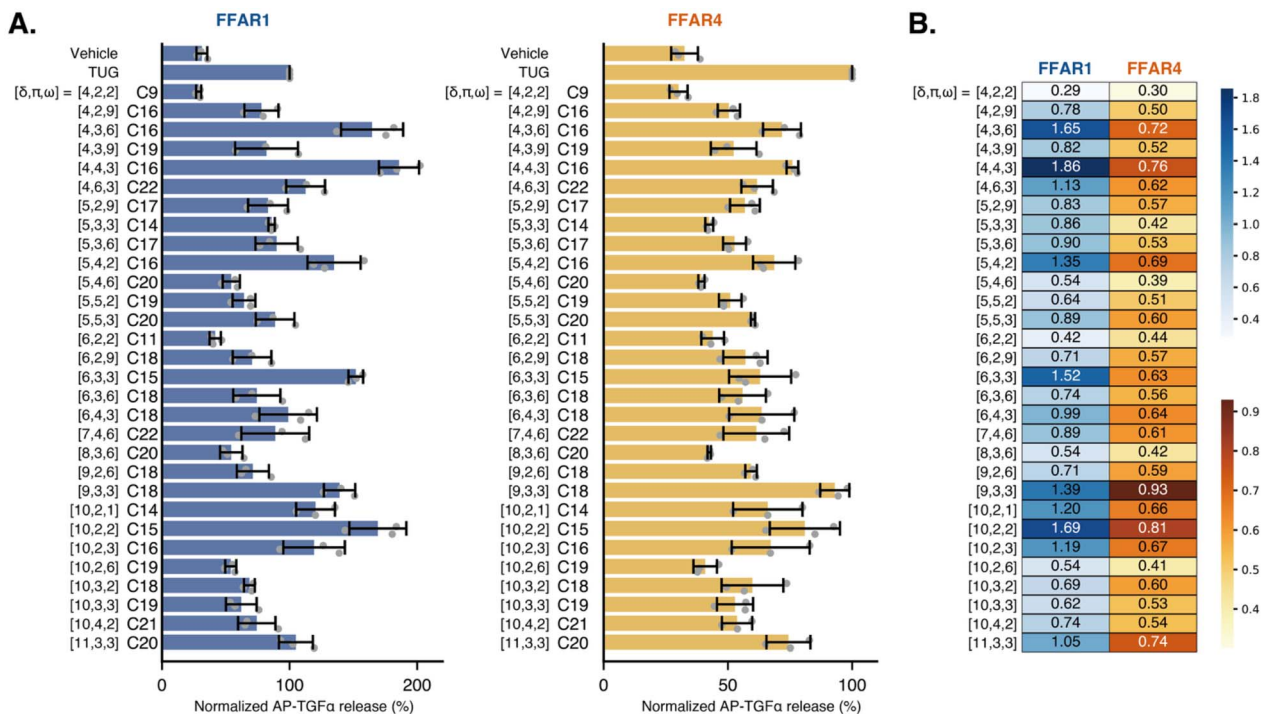 A.
FFAR1
FFAR4
B.
FFAR1 FFAR4
Vehicle
TUG
[δ,π,ω] = [4,2,2] C9
[4,2,9] C16
[4,3,6] C16
[4,3,9] C19
[4,4,3] C16
[4,6,3] C22
[5,2,9] C17
[5,3,3] C14
[5,3,6] C17
[5,4,2] C16
[5,4,6] C20
[5,5,2] C19
[5,5,3] C20
[6,2,2] C11
[6,2,9] C18
[6,3,3] C15
[6,3,6] C18
[6,4,3] C18
[7,4,6] C22
[8,3,6] C20
[9,2,6] C18
[9,3,3] C18
[10,2,1] C14
[10,2,2] C15
[10,2,3] C16
[10,2,6] C19
[10,3,2] C18
[10,3,3] C19
[10,4,2] C21
[11,3,3] C20
0 100 200
Normalized AP-TGFα release (%)
Vehicle
TUG
[δ,π,ω] = [4,2,2] C9
[4,2,9] C16
[4,3,6] C16
[4,3,9] C19
[4,4,3] C16
[4,6,3] C22
[5,2,9] C17
[5,3,3] C14
[5,3,6] C17
[5,4,2] C16
[5,4,6] C20
[5,5,2] C19
[5,5,3] C20
[6,2,2] C11
[6,2,9] C18
[6,3,3] C15
[6,3,6] C18
[6,4,3] C18
[7,4,6] C22
[8,3,6] C20
[9,2,6] C18
[9,3,3] C18
[10,2,1] C14
[10,2,2] C15
[10,2,3] C16
[10,2,6] C19
[10,3,2] C18
[10,3,3] C19
[10,4,2] C21
[11,3,3] C20
0 50 100
Normalized AP-TGFα release (%)
[δ,π,ω] = [4,2,2] 0.29 0.30
[4,2,9] 0.78 0.50
[4,3,6] 1.65 0.72
[4,3,9] 0.82 0.52
[4,4,3] 1.86 0.76
[4,6,3] 1.13 0.62
[5,2,9] 0.83 0.57
[5,3,3] 0.86 0.42
[5,3,6] 0.90 0.53
[5,4,2] 1.35 0.69
[5,4,6] 0.54 0.39
[5,5,2] 0.64 0.51
[5,5,3] 0.89 0.60
[6,2,2] 0.42 0.44
[6,2,9] 0.71 0.57
[6,3,3] 1.52 0.63
[6,3,6] 0.74 0.56
[6,4,3] 0.99 0.64
[7,4,6] 0.89 0.61
[8,3,6] 0.54 0.42
[9,2,6] 0.71 0.59
[9,3,3] 1.39 0.93
[10,2,1] 1.20 0.66
[10,2,2] 1.69 0.81
[10,2,3] 1.19 0.67
[10,2,6] 0.54 0.41
[10,3,2] 0.69 0.60
[10,3,3] 0.62 0.53
[10,4,2] 0.74 0.54
[11,3,3] 1.05 0.74
1.8
1.6
1.4
1.2
1.0
0.8
0.6
0.4
0.9
0.8
0.7
0.6
0.5
0.4